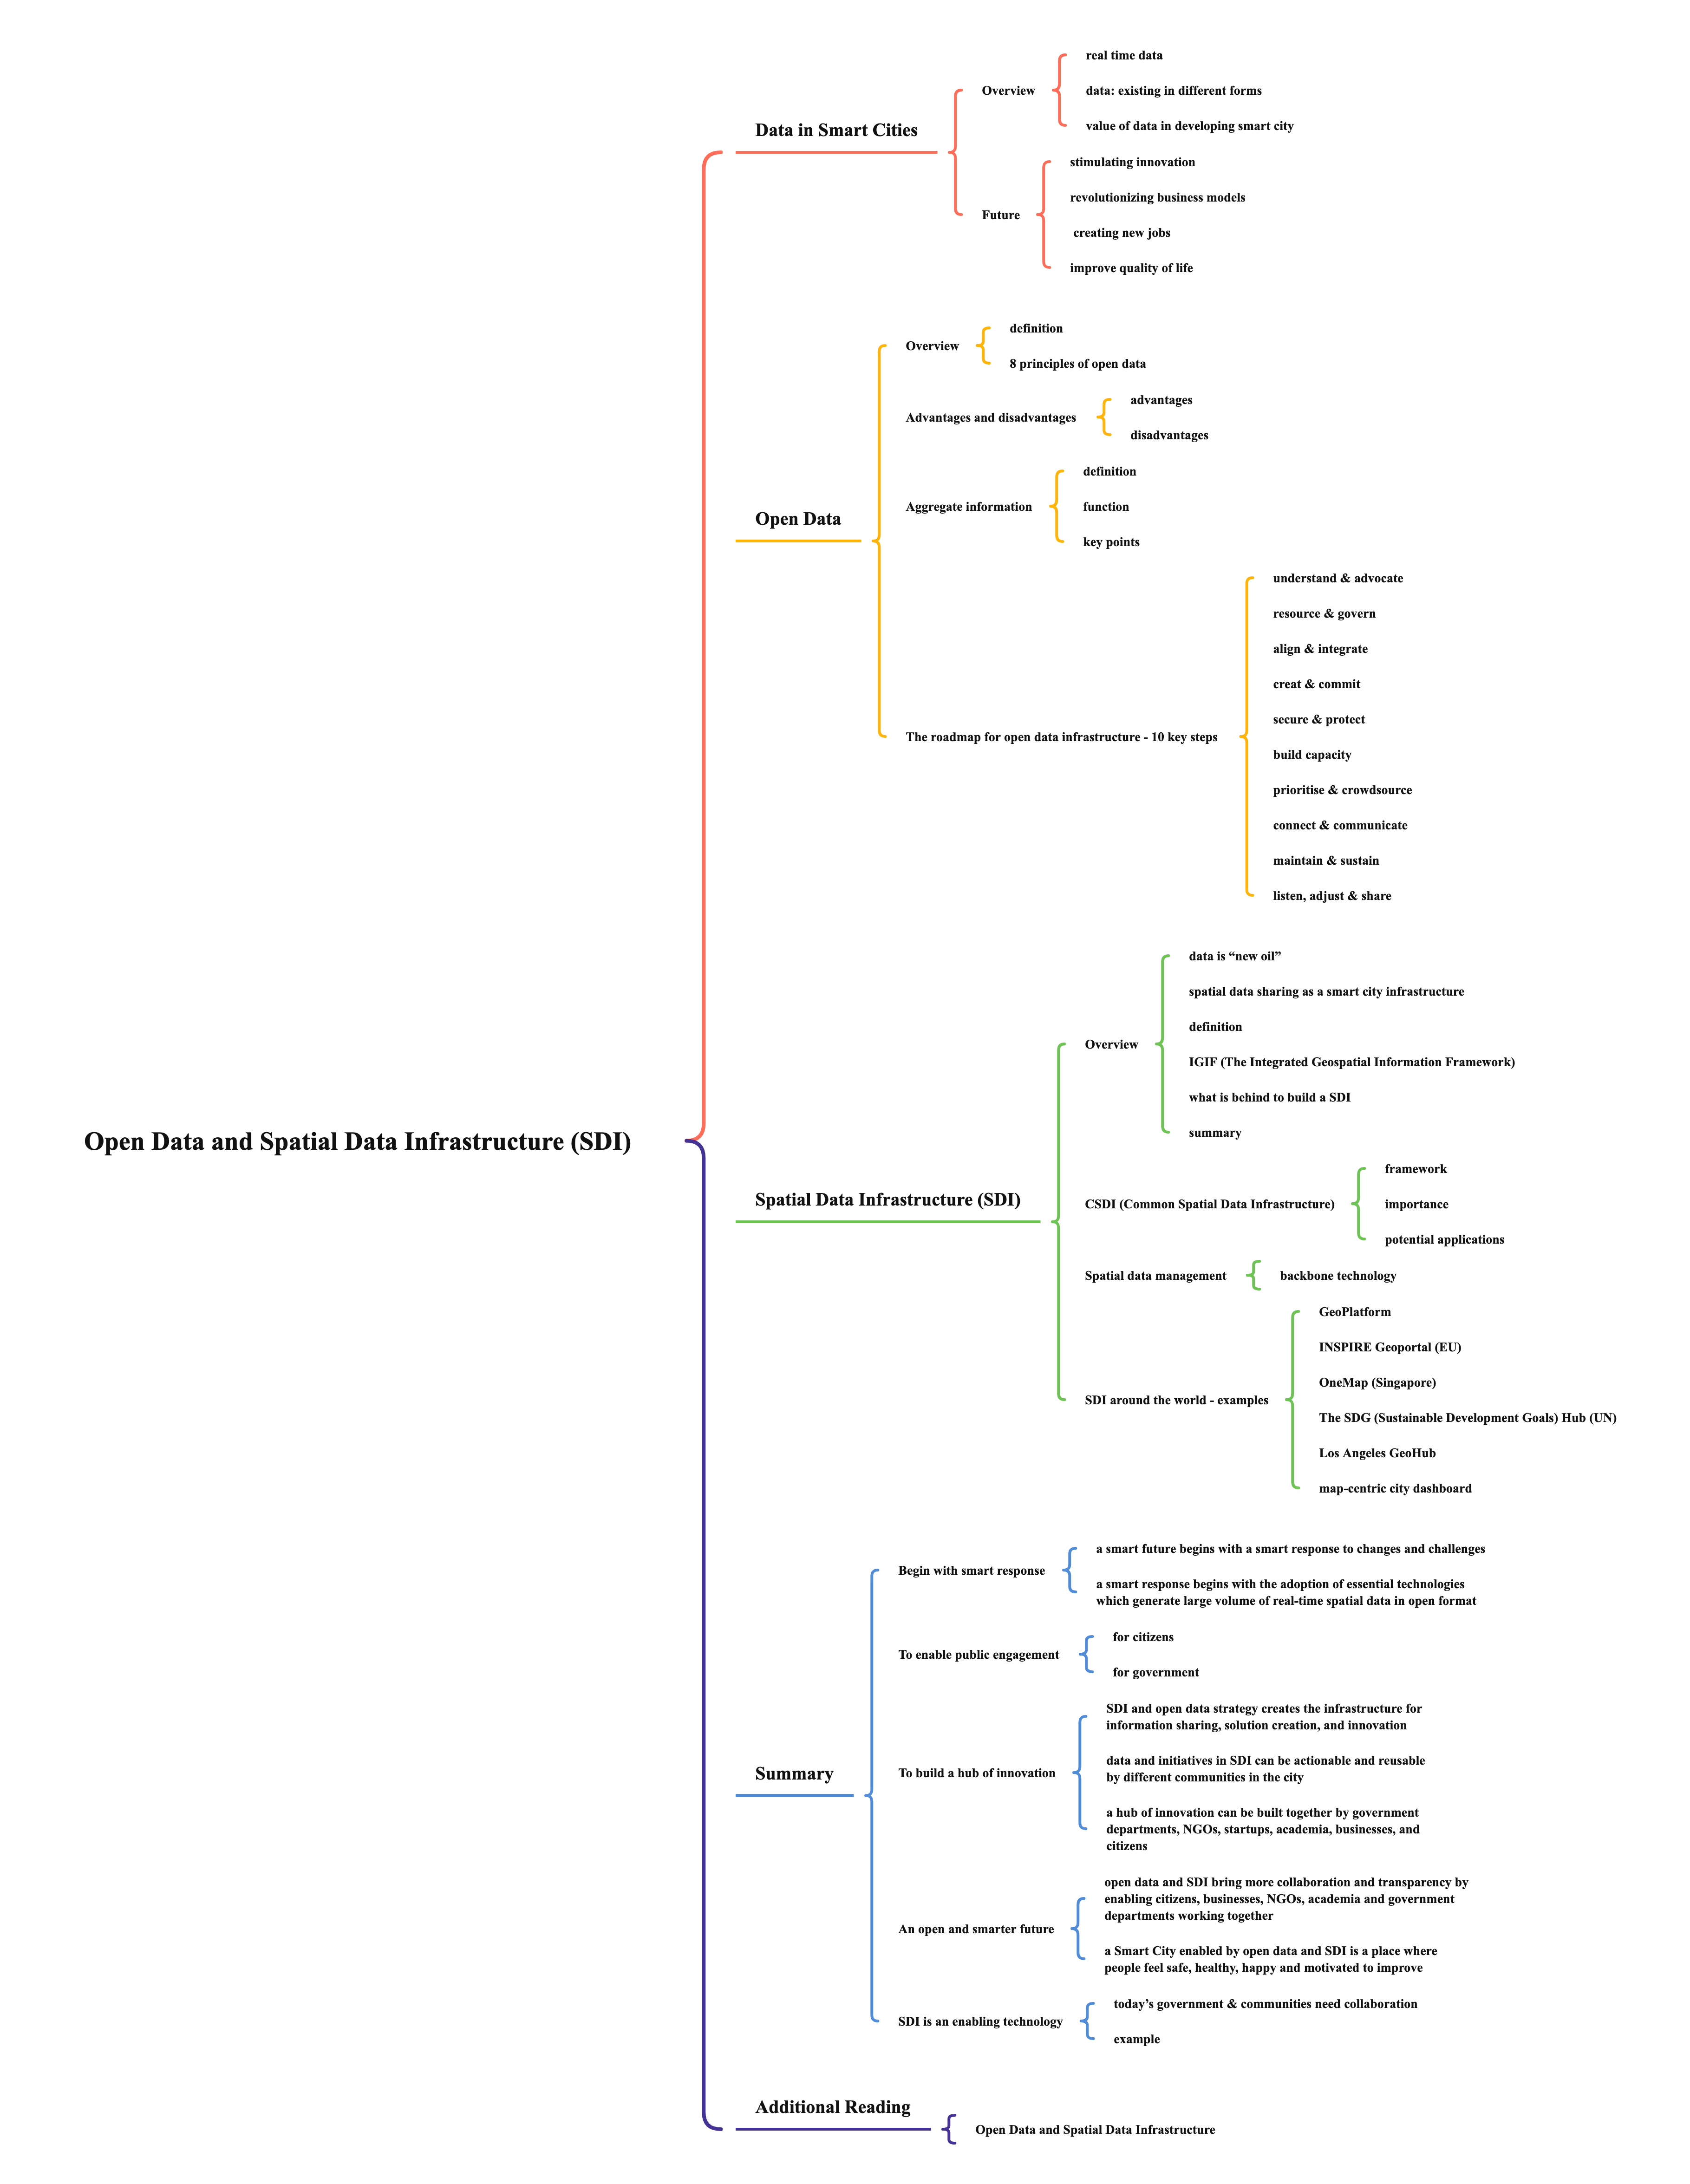 Open Data and Spatial Data Infrastructure (SDI)
Data in Smart Cities
Overview
real time data
data: existing in different forms
value of data in developing smart city
Future
stimulating innovation
revolutionizing business models
creating new jobs
improve quality of life
Open Data
Overview
definition
8 principles of open data
Advantages and disadvantages
advantages
disadvantages
Aggregate information
definition
function
key points
The roadmap for open data infrastructure - 10 key steps
understand & advocate
resource & govern
align & integrate
creat & commit
secure & protect
build capacity
prioritise & crowdsource
connect & communicate
maintain & sustain
listen, adjust & share
Spatial Data Infrastructure (SDI)
Overview
data is “new oil”
spatial data sharing as a smart city infrastructure
definition
IGIF (The Integrated Geospatial Information Framework)
what is behind to build a SDI
summary
CSDI (Common Spatial Data Infrastructure)
framework
importance
potential applications
Spatial data management
backbone technology
SDI around the world - examples
GeoPlatform
INSPIRE Geoportal (EU)
OneMap (Singapore)
The SDG (Sustainable Development Goals) Hub (UN)
Los Angeles GeoHub
map-centric city dashboard
Summary
Begin with smart response
a smart future begins with a smart response to changes and challenges
a smart response begins with the adoption of essential technologies
which generate large volume of real-time spatial data in open format
To enable public engagement
for citizens
for government
To build a hub of innovation
SDI and open data strategy creates the infrastructure for
information sharing, solution creation, and innovation
data and initiatives in SDI can be actionable and reusable
by different communities in the city
a hub of innovation can be built together by government
departments, NGOs, startups, academia, businesses, and
citizens
An open and smarter future
open data and SDI bring more collaboration and transparency by
enabling citizens, businesses, NGOs, academia and government
departments working together
a Smart City enabled by open data and SDI is a place where
people feel safe, healthy, happy and motivated to improve
SDI is an enabling technology
today’s government & communities need collaboration
example
Additional Reading
Open Data and Spatial Data Infrastructure